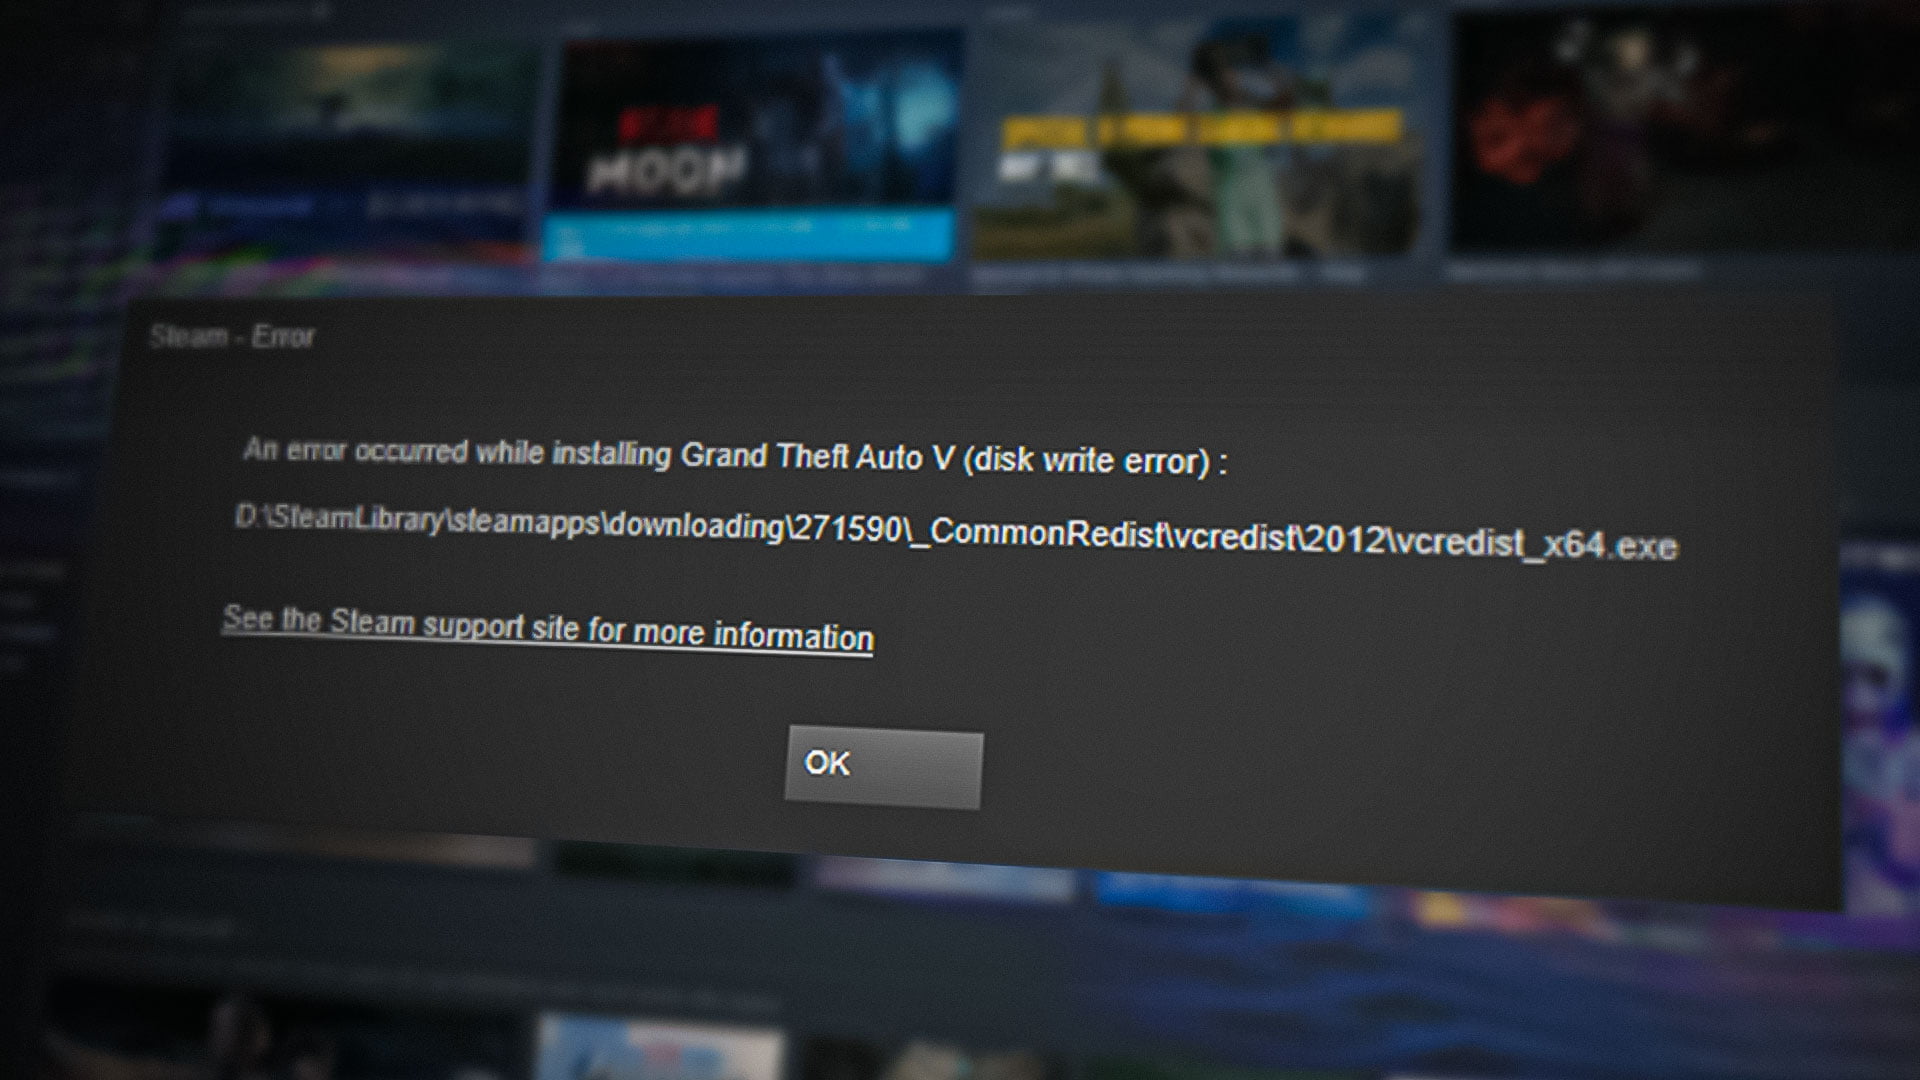 MOON
Steam - Error
An error occurred while installing Grand Theft Auto V (disk write error) :
D:\SteamLibrary\steamapps\downloading\271590\_CommonRedist\vcredist\2012\vcredist_x64.exe
See the Steam support site for more information
OK